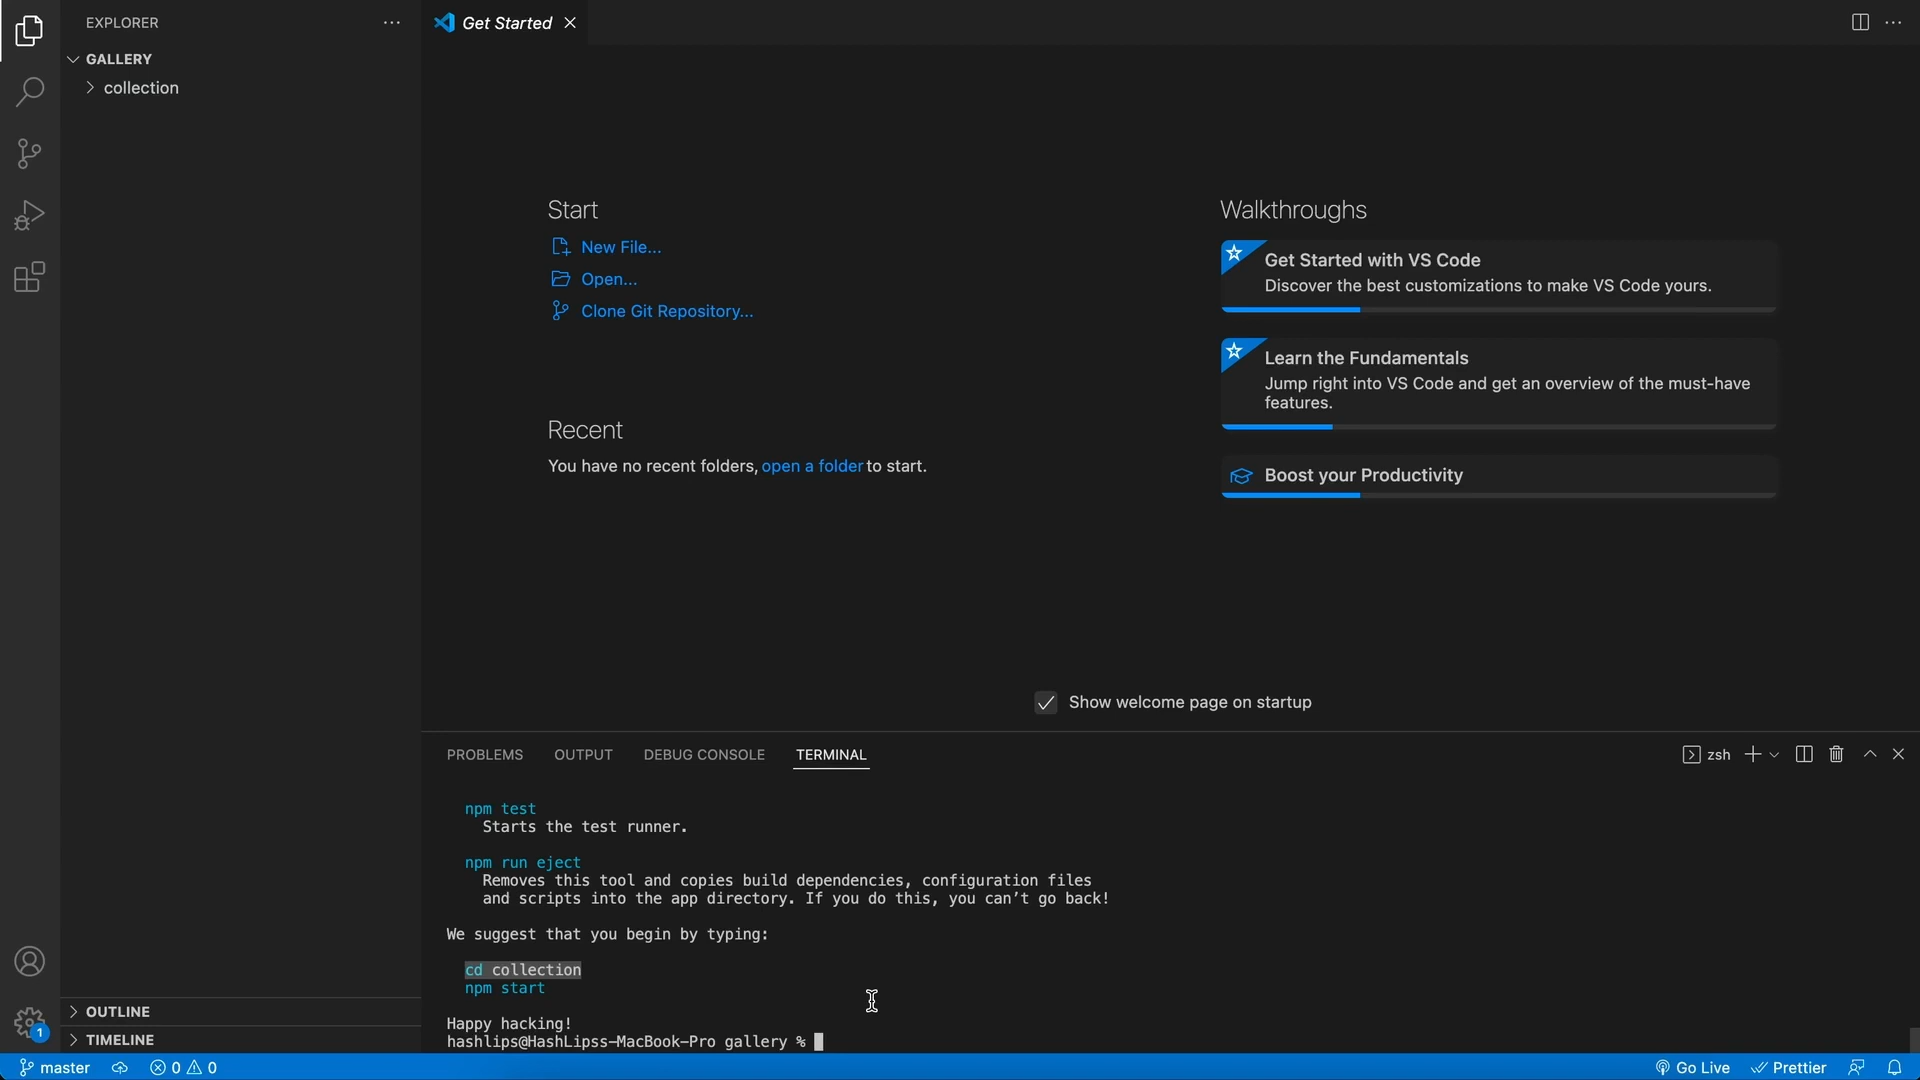 EXPLORER
GALLERY
collection
OUTLINE
TIMELINE
Get Started
Start
New File...
Open...
Clone Git Repository...
Recent
You have no recent folders, open a folder to start.
Walkthroughs
Get Started with VS Code
Discover the best customizations to make VS Code yours.
Learn the Fundamentals
Jump right into VS Code and get an overview of the must-have
features.
Boost your Productivity
Show welcome page on startup
PROBLEMS OUTPUT DEBUG CONSOLE TERMINAL
zsh
npm test
Starts the test runner.
npm run eject
Removes this tool and copies build dependencies, configuration files
and scripts into the app directory. If you do this, you can’t go back!
We suggest that you begin by typing:
cd collection
npm start
Happy hacking!
hashlips@HashLipss-MacBook-Pro gallery %
1
master 0 0 Go Live Prettier